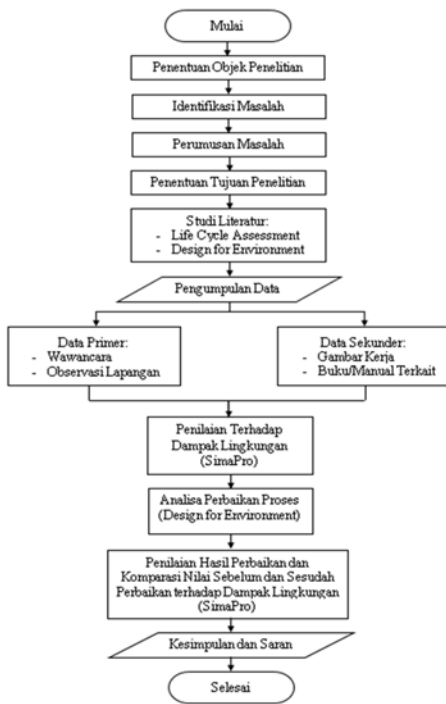 Mulai
Penentuan Objek Penelitian
Identifikasi Masalah
Perumusan Masalah
Penentuan Tujuan Penelitian
Studi Literatur:
- Life Cycle Assessment
- Design for Environment
Pengumpulan Data
Data Primer:
- Wawancara
- Observasi Lapangan
Data Sekunder:
- Gambar Kerja
- Buku/Manual Terkait
Penilaian Terhadap
Dampak Lingkungan
(SimaPro)
Analisa Perbaikan Proses
(Design for Environment)
Penilaian Hasil Perbaikan dan
Komparasi Nilai Sebelum dan Sesudah
Perbaikan terhadap Dampak Lingkungan
(SimaPro)
Kesimpulan dan Saran
Selesai